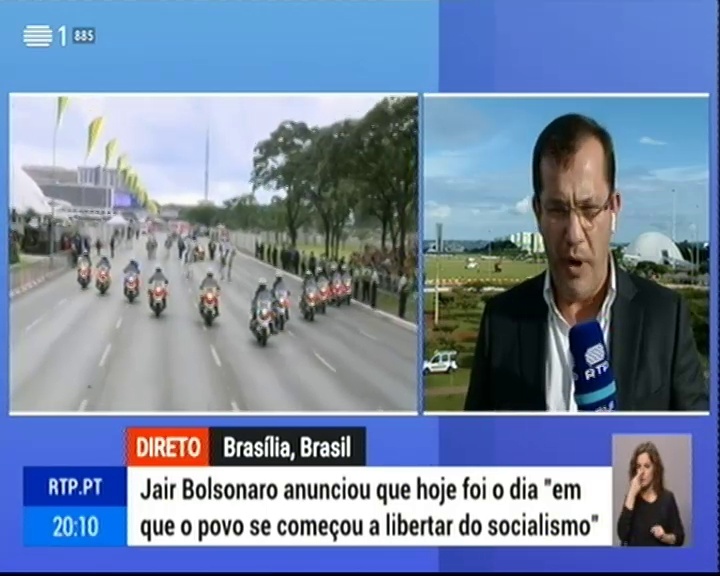 1 885
RTP
DIRETO Brasília, Brasil
RTP.PT
20:10
Jair Bolsonaro anunciou que hoje foi o dia "em
que o povo se começou a libertar do socialismo"